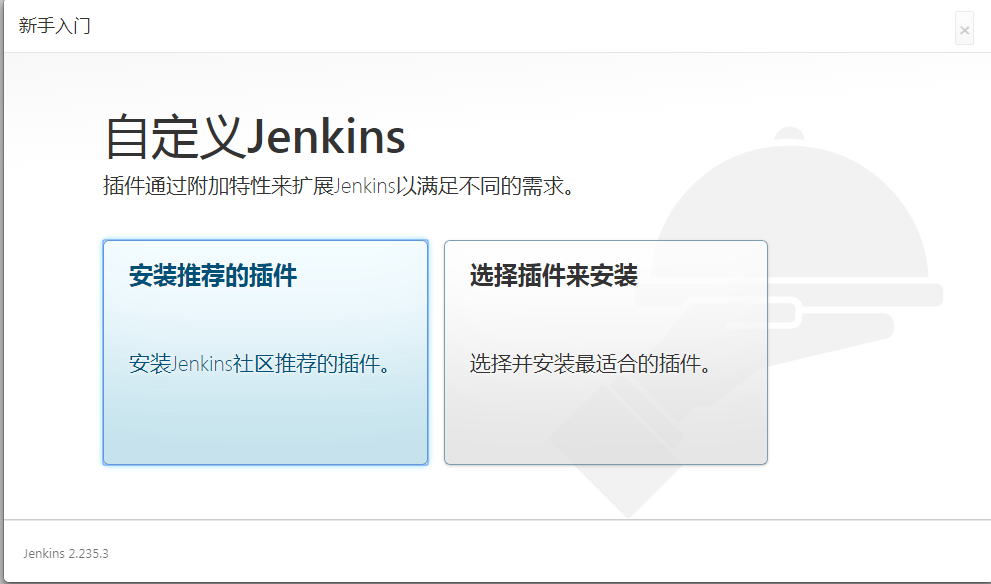 新手入门
×
自定义Jenkins
插件通过附加特性来扩展Jenkins以满足不同的需求。
安装推荐的插件
安装Jenkins社区推荐的插件。
选择插件来安装
选择并安装最适合的插件。
Jenkins 2.235.3